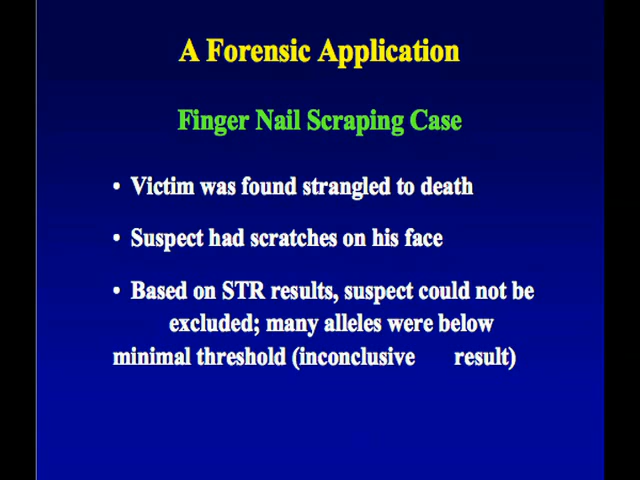 A Forensic Application
Finger Nail Scraping Case
• Victim was found strangled to death
• Suspect had scratches on his face
• Based on STR results, suspect could not be
excluded; many alleles were below
minimal threshold (inconclusive result)